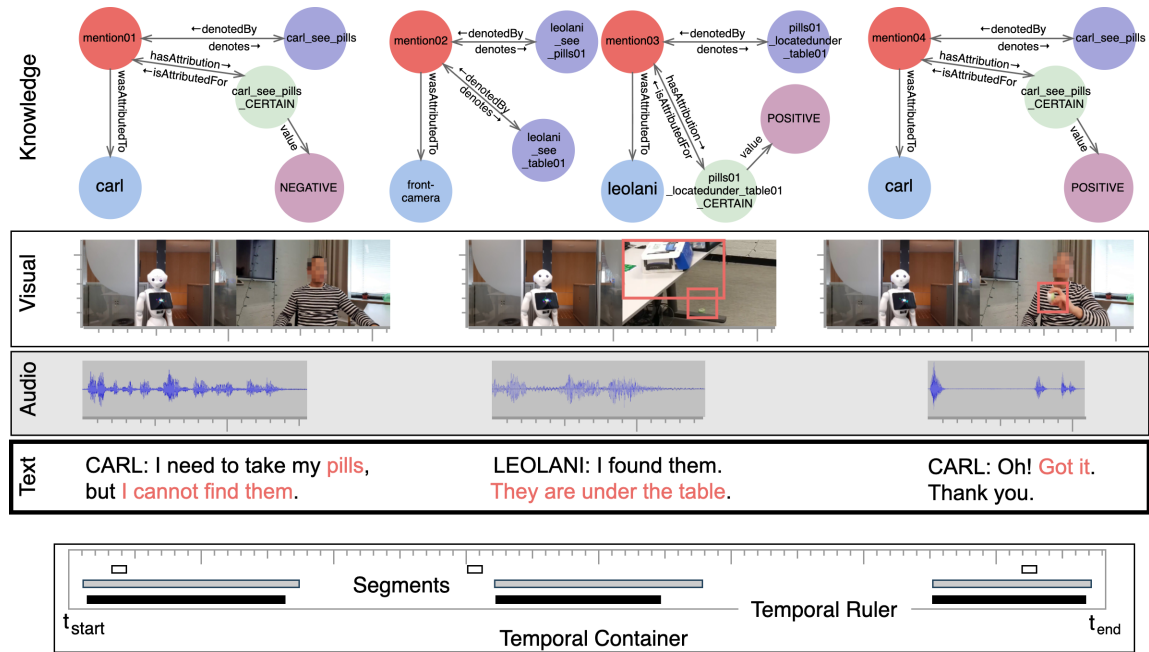 Knowledge
mention01
←denotedBy
denotes→
carl_see_pills
hasAttribution→
←isAttributedFor
wasAttributedTo
carl_see_pills
_CERTAIN
value
carl
NEGATIVE
mention02
←denotedBy
denotes→
leolani
_see
_pills01
wasAttributedTo
←denotedBy
denotes→
leolani
_see
_table01
front-
camera
mention03
←denotedBy
denotes→
pills01
_locatedunder
_table01
wasAttributedTo
hasAttribution→
←isAttributedFor
POSITIVE
value
leolani
pills01
_locatedunder_table01
_CERTAIN
mention04
←denotedBy
denotes→
carl_see_pills
hasAttribution→
←isAttributedFor
wasAttributedTo
carl_see_pills
_CERTAIN
value
carl
POSITIVE
Visual
Audio
Text
CARL: I need to take my pills,
but I cannot find them.
LEOLANI: I found them.
They are under the table.
CARL: Oh! Got it.
Thank you.
Segments
Temporal Ruler
tstart
tend
Temporal Container